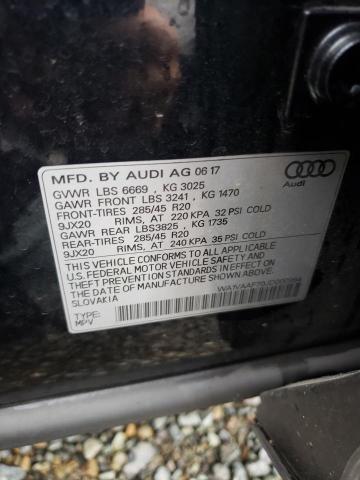 MFD. BY AUDI AG 06 17
GVWR LBS 6669 , KG 3025
GAWR FRONT LBS 3241 , KG 1470
FRONT-TIRES 285/45 R20
9JX20 RIMS, AT 220 KPA 32 PSI COLD
GAWR REAR LBS3825 , KG 1735
REAR-TIRES 285/45 R20
9JX20 RIMS, AT 240 KPA 35 PSI COLD
THIS VEHICLE CONFORMS TO ALL APPLICABLE
U.S. FEDERAL MOTOR VEHICLE SAFETY AND
THEFT PREVENTION STANDARDS IN EFFECT ON
THE DATE OF MANUFACTURE SHOWN ABOVE.
SLOVAKIA
TYPE:
MPV
Audi